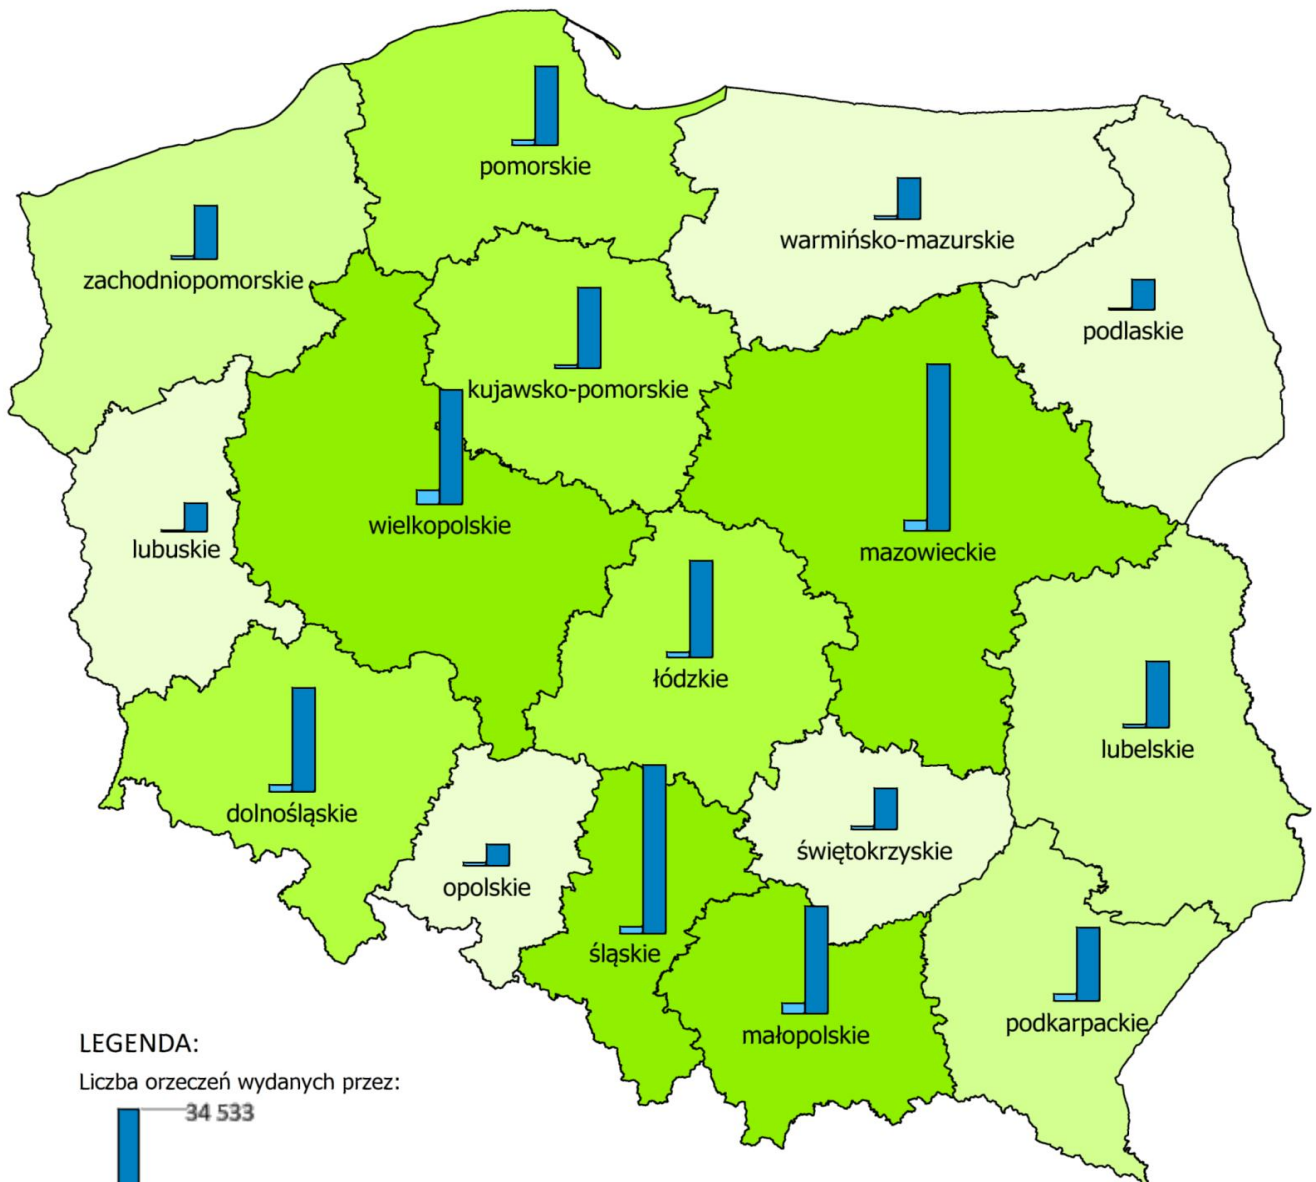 pomorskie
warmińsko-mazurskie
zachodniopomorskie
podlaskie
kujawsko-pomorskie
wielkopolskie
lubuskie
mazowieckie
łódzkie
lubelskie
dolnośląskie
świętokrzyskie
opolskie
śląskie
małopolskie
podkarpackie
LEGENDA:
Liczba orzeczeń wydanych przez:
34 533